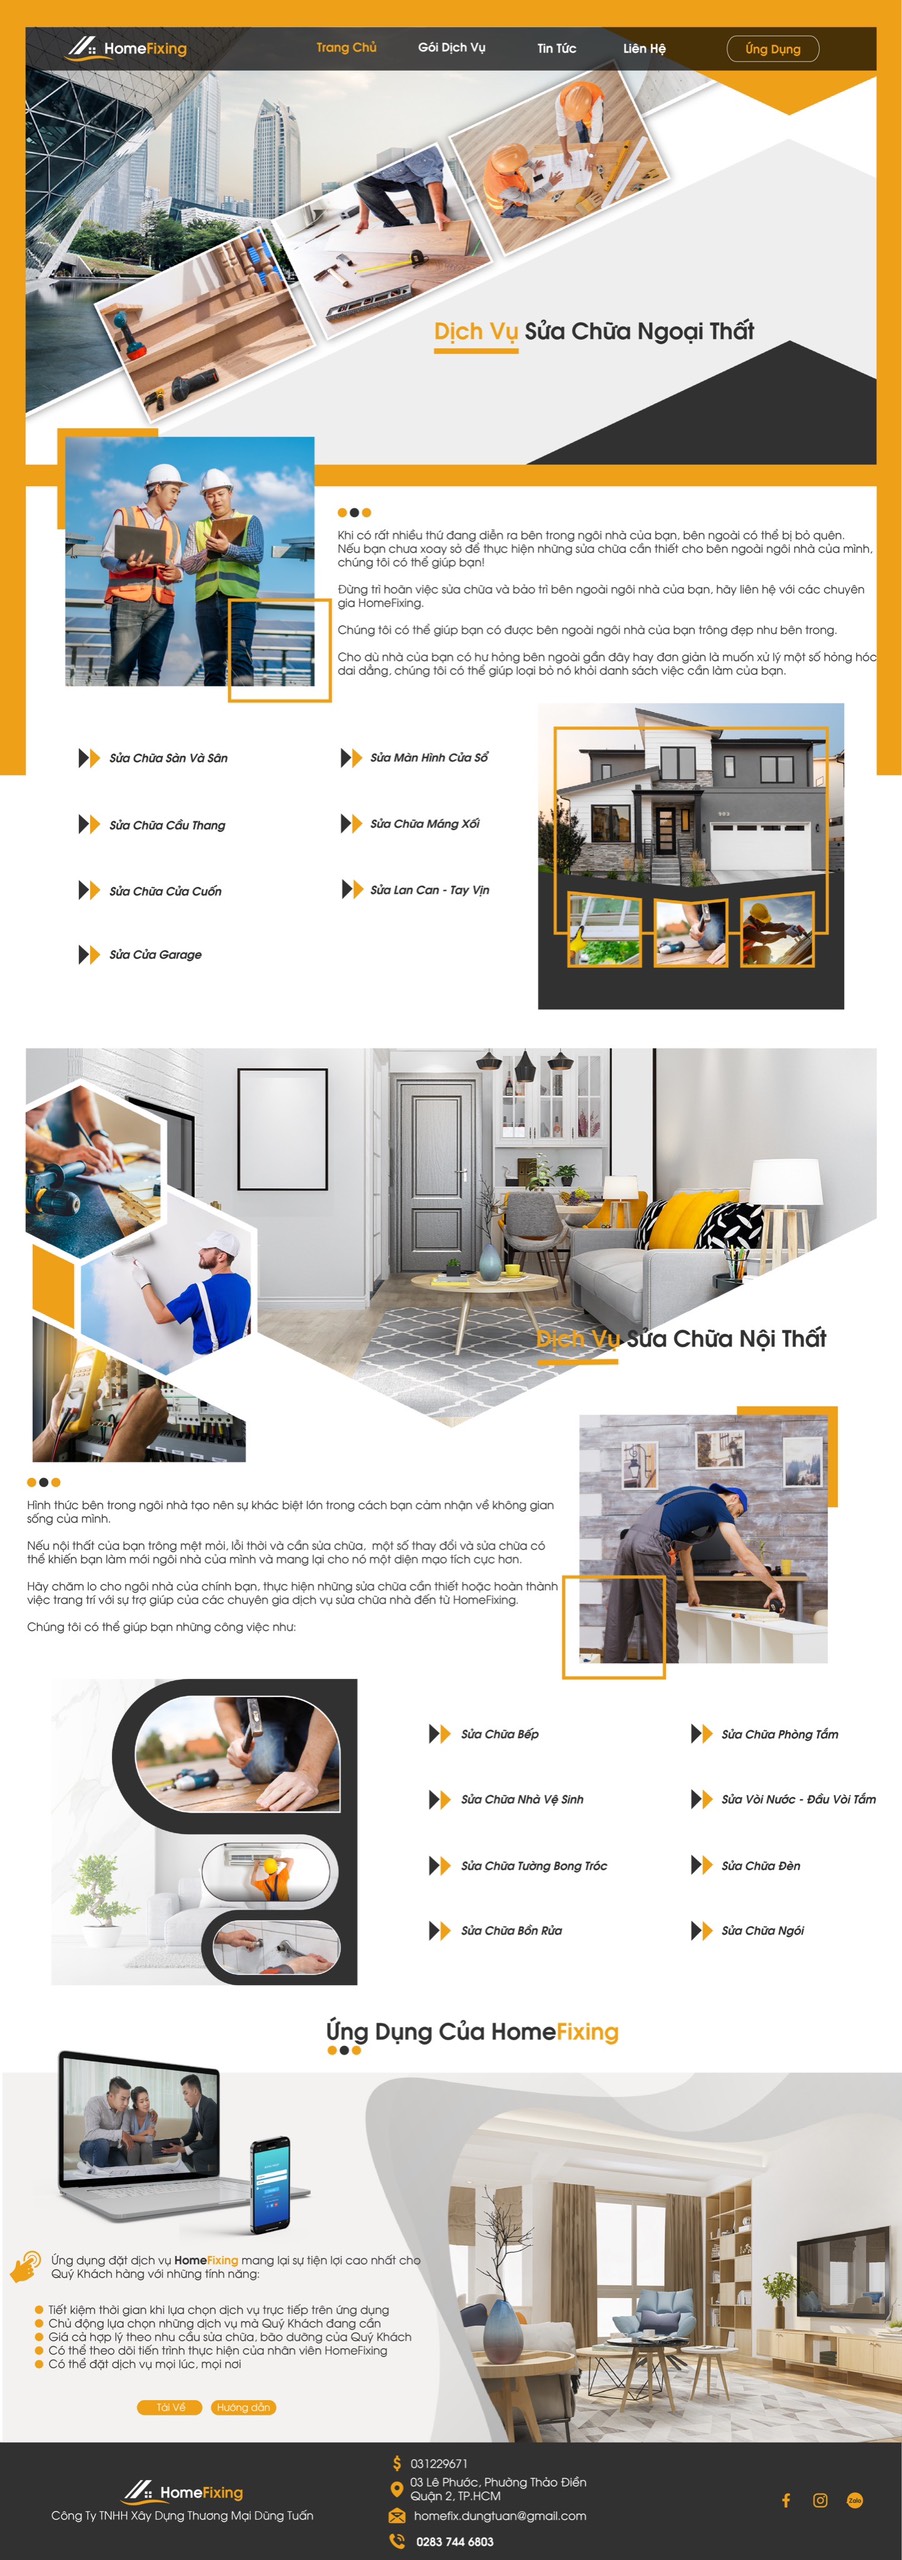 HomeFixing
Trang Chủ
Gói Dịch Vụ
Tin Tức
Liên Hệ
Ứng Dụng
Dịch Vụ Sửa Chữa Ngoại Thất
Khi có rất nhiều thứ đang diễn ra bên trong ngôi nhà của bạn, bên ngoài có thể bị bỏ quên.
Nếu bạn chưa xoay sở để thực hiện những sửa chữa cần thiết cho bên ngoài ngôi nhà của mình,
chúng tôi có thể giúp bạn!
Đừng trì hoãn việc sửa chữa và bảo trì bên ngoài ngôi nhà của bạn, hãy liên hệ với các chuyên
gia HomeFixing.
Chúng tôi có thể giúp bạn có được bên ngoài ngôi nhà của bạn trông đẹp như bên trong.
Cho dù nhà của bạn có hư hỏng bên ngoài gần đây hay đơn giản là muốn xử lý một số hỏng hóc
dai dẳng, chúng tôi có thể giúp loại bỏ nó khỏi danh sách việc cần làm của bạn.
Sửa Chữa Sàn Và Sân
Sửa Màn Hình Cửa Sổ
Sửa Chữa Cầu Thang
Sửa Chữa Máng Xối
Sửa Chữa Cửa Cuốn
Sửa Lan Can - Tay Vịn
Sửa Cửa Garage
Dịch Vụ Sửa Chữa Nội Thất
Hình thức bên trong ngôi nhà tạo nên sự khác biệt lớn trong cách bạn cảm nhận về không gian
sống của mình.
Nếu nội thất của bạn trông mệt mỏi, lỗi thời và cần sửa chữa, một số thay đổi và sửa chữa có
thể khiến bạn làm mới ngôi nhà của mình và mang lại cho nó một diện mạo tích cực hơn.
Hãy chăm lo cho ngôi nhà của chính bạn, thực hiện những sửa chữa cần thiết hoặc hoàn thành
việc trang trí với sự trợ giúp của các chuyên gia dịch vụ sửa chữa nhà đến từ HomeFixing.
Chúng tôi có thể giúp bạn những công việc như:
Sửa Chữa Bếp
Sửa Chữa Phòng Tắm
Sửa Chữa Nhà Vệ Sinh
Sửa Vòi Nước - Đầu Vòi Tắm
Sửa Chữa Tường Bong Tróc
Sửa Chữa Đèn
Sửa Chữa Bồn Rửa
Sửa Chữa Ngói
Ứng Dụng Của HomeFixing
Ứng dụng đặt dịch vụ HomeFixing mang lại sự tiện lợi cao nhất cho
Quý Khách hàng với những tính năng:
Tiết kiệm thời gian khi lựa chọn dịch vụ trực tiếp trên ứng dụng
Chủ động lựa chọn những dịch vụ mà Quý Khách đang cần
Giá cả hợp lý theo nhu cầu sửa chữa, bảo dưỡng của Quý Khách
Có thể theo dõi tiến trình thực hiện của nhân viên HomeFixing
Có thể đặt dịch vụ mọi lúc, mọi nơi
Tải Về
Hướng dẫn
HomeFixing
Công Ty TNHH Xây Dựng Thương Mại Dũng Tuấn
031229671
03 Lê Phước, Phường Thảo Điền
Quận 2, TP.HCM
homefix.dungtuan@gmail.com
0283 744 6803
Zalo